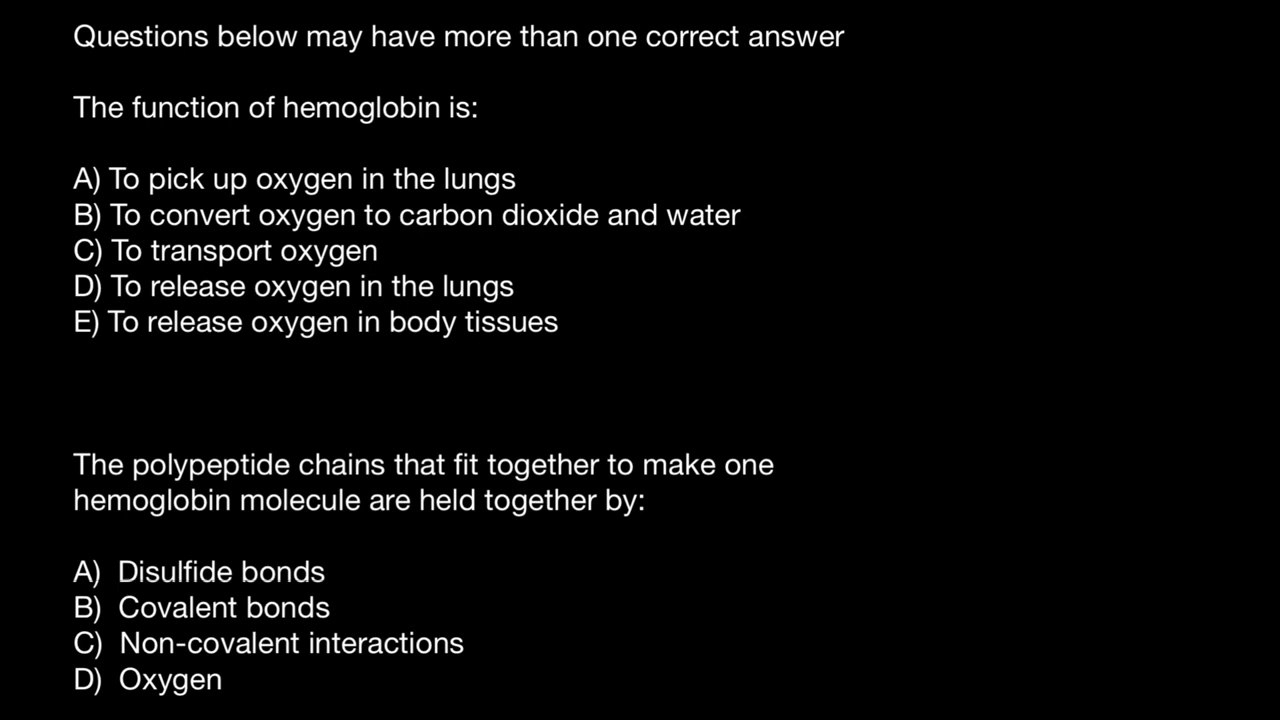 Questions below may have more than one correct answer
The function of hemoglobin is:
A) To pick up oxygen in the lungs
B) To convert oxygen to carbon dioxide and water
C) To transport oxygen
D) To release oxygen in the lungs
E) To release oxygen in body tissues
The polypeptide chains that fit together to make one
hemoglobin molecule are held together by:
A) Disulfide bonds
B) Covalent bonds
C) Non-covalent interactions
D) Oxygen